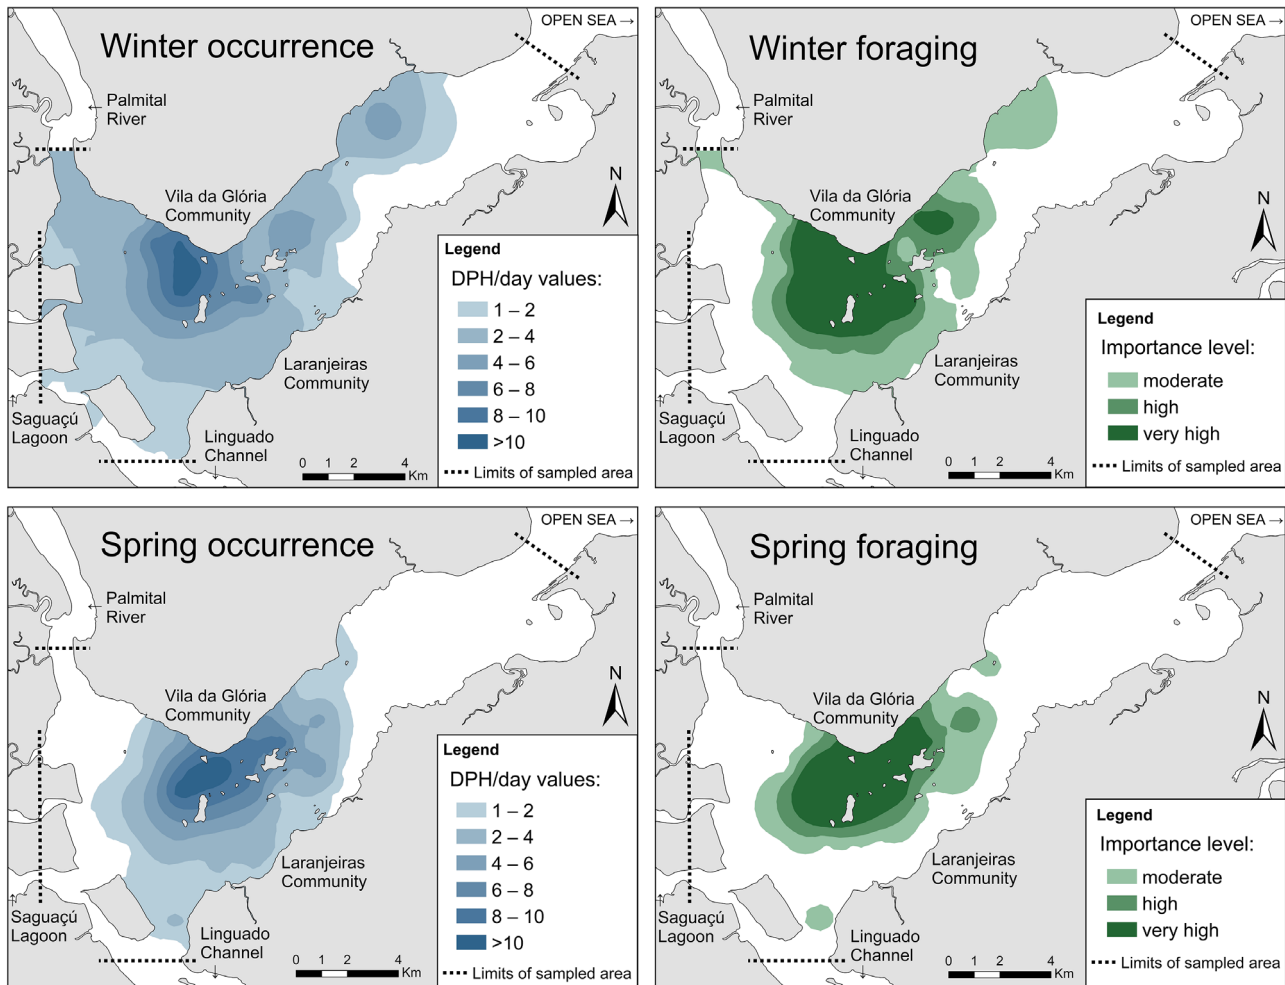 Winter occurrence
OPEN SEA →
← Palmital
River
Vila da Glória
Community
N
Legend
DPH/day values:
1 – 2
2 – 4
4 – 6
6 – 8
8 – 10
>10
Limits of sampled area
Laranjeiras
Community
Saguaçú
Lagoon
Linguado
Channel
0 2 4
Km
Winter foraging
OPEN SEA →
← Palmital
River
Vila da Glória
Community
N
Legend
Importance level:
moderate
high
very high
Limits of sampled area
Laranjeiras
Community
Saguaçú
Lagoon
Linguado
Channel
0 2 4
Km
Spring occurrence
OPEN SEA →
← Palmital
River
Vila da Glória
Community
N
Legend
DPH/day values:
1 – 2
2 – 4
4 – 6
6 – 8
8 – 10
>10
Limits of sampled area
Laranjeiras
Community
Saguaçú
Lagoon
Linguado
Channel
0 1 2 4
Km
Spring foraging
OPEN SEA →
← Palmital
River
Vila da Glória
Community
N
Legend
Importance level:
moderate
high
very high
Limits of sampled area
Laranjeiras
Community
Saguaçú
Lagoon
Linguado
Channel
0 2 4
Km